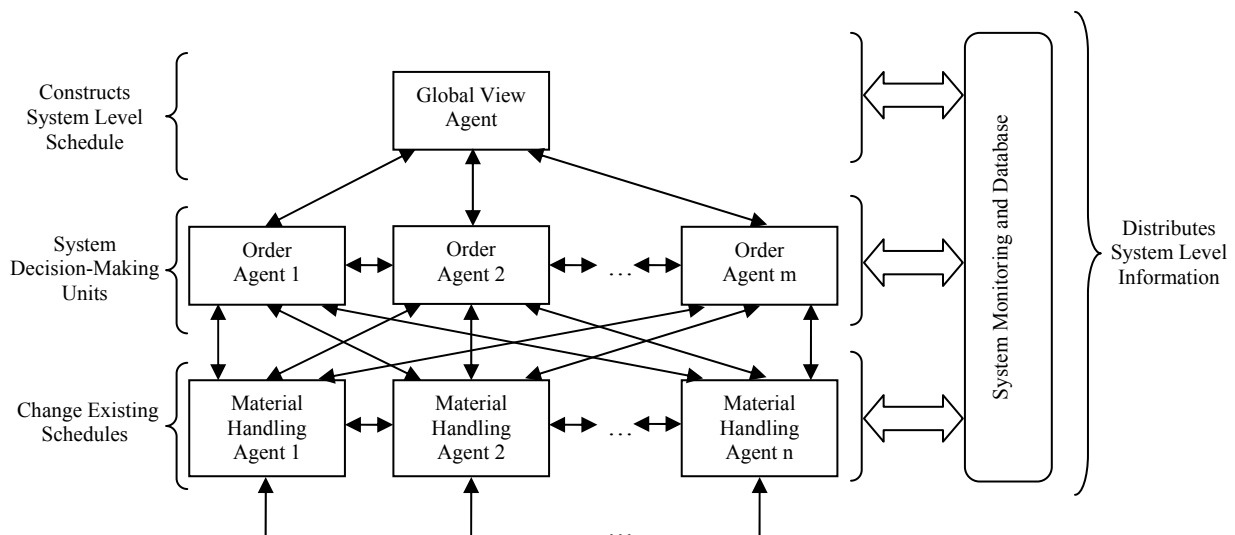 Constructs
System Level
Schedule
Global View
Agent
System
Decision-Making
Units
Order
Agent 1
Order
Agent 2
…
Order
Agent m
Change Existing
Schedules
Material
Handling
Agent 1
Material
Handling
Agent 2
…
Material
Handling
Agent n
…
System Monitoring and Database
Distributes
System Level
Information